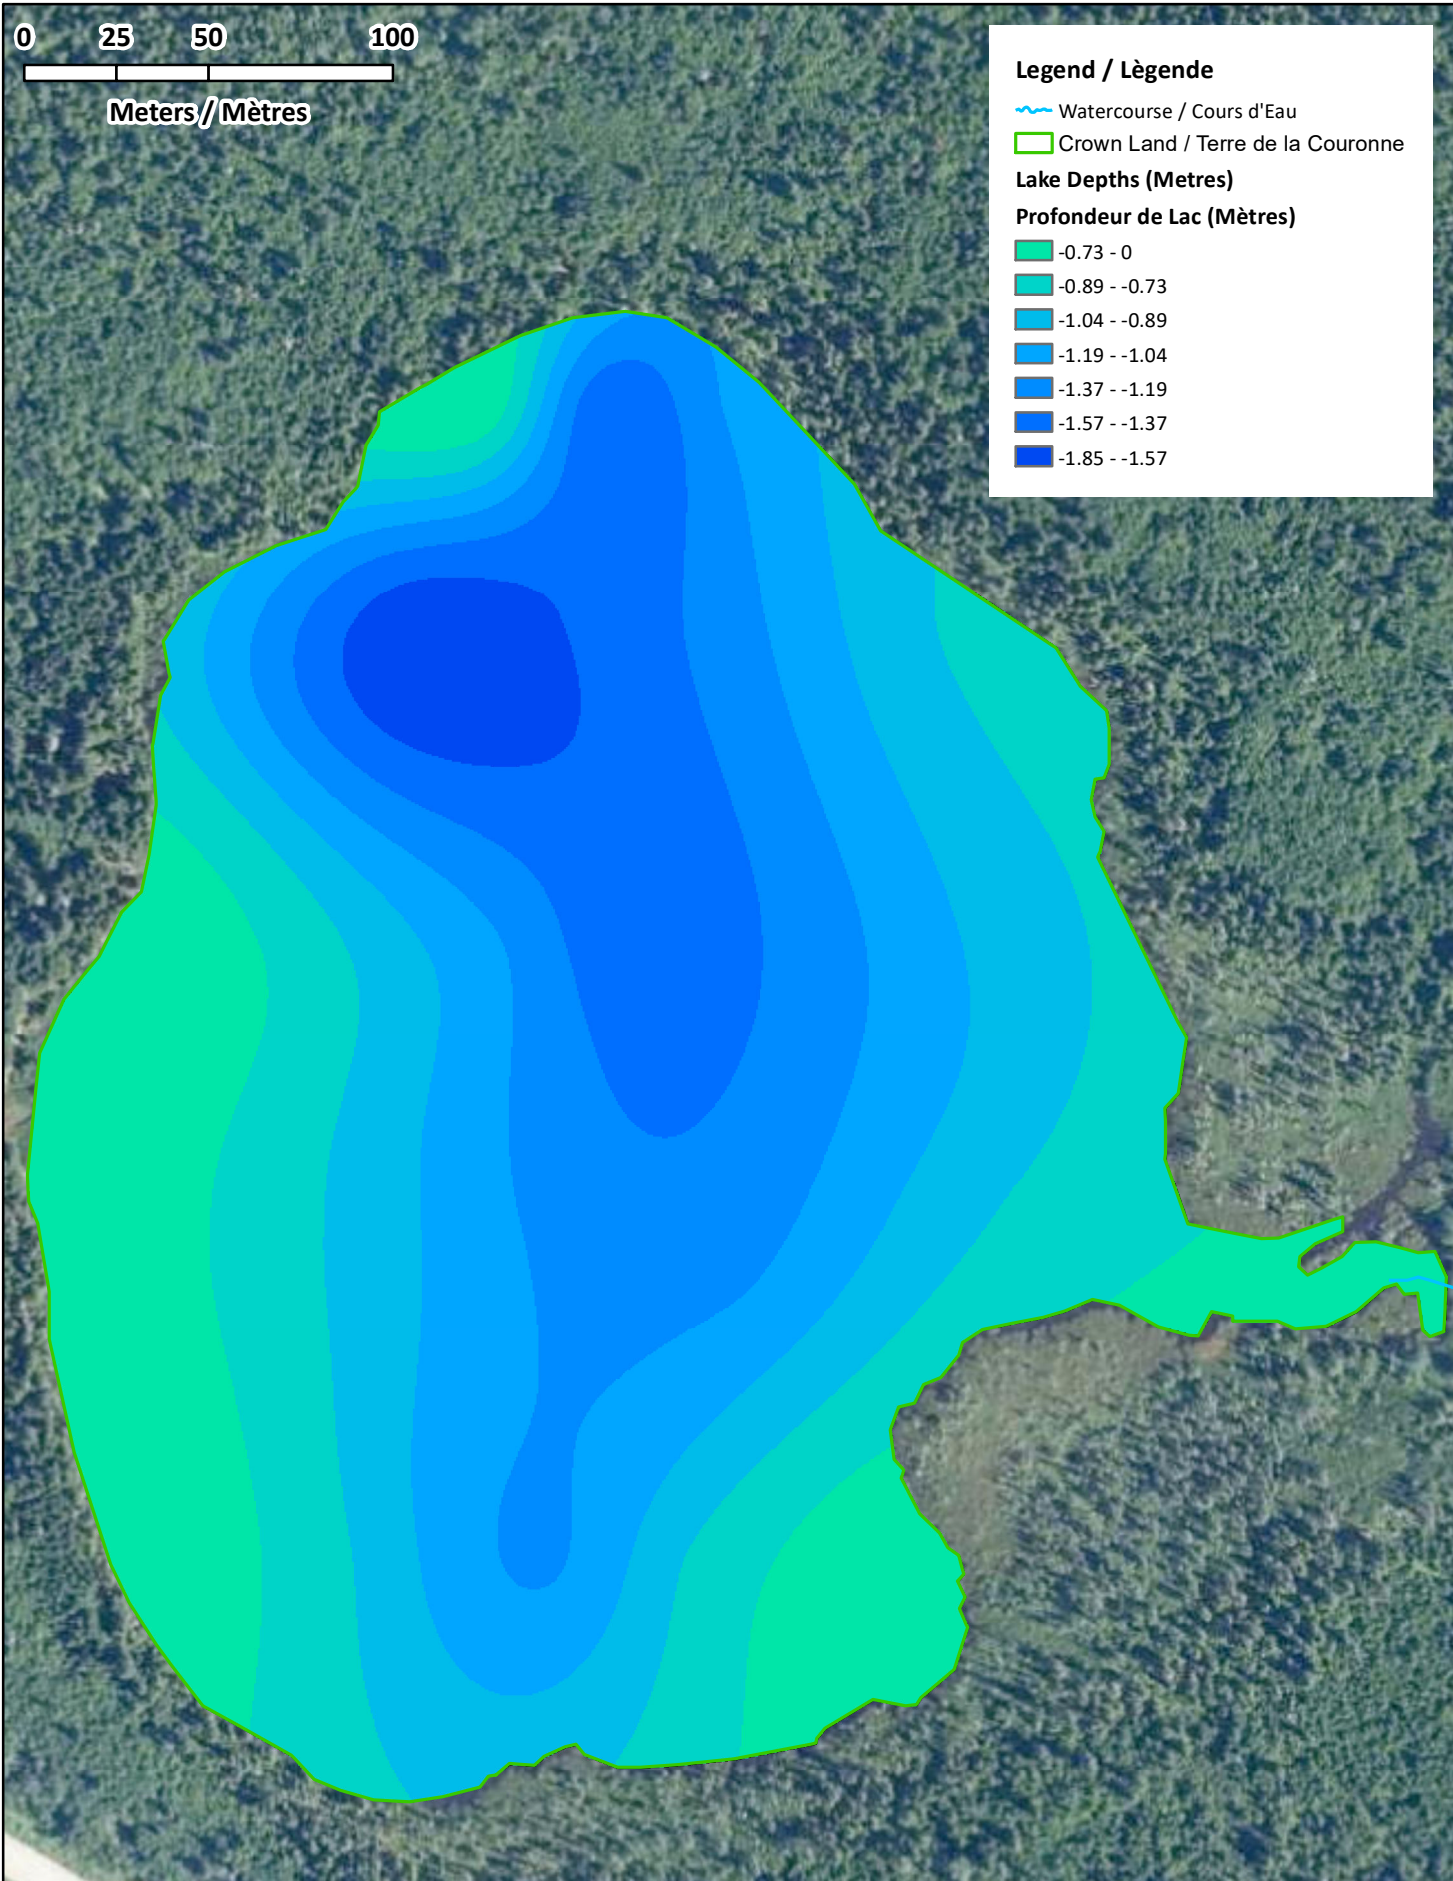 0 25 50 100
Meters / Mètres
Legend / Lègende
Watercourse / Cours d'Eau
Crown Land / Terre de la Couronne
Lake Depths (Metres)
Profondeur de Lac (Mètres)
-0.73 - 0
-0.89 - -0.73
-1.04 - -0.89
-1.19 - -1.04
-1.37 - -1.19
-1.57 - -1.37
-1.85 - -1.57